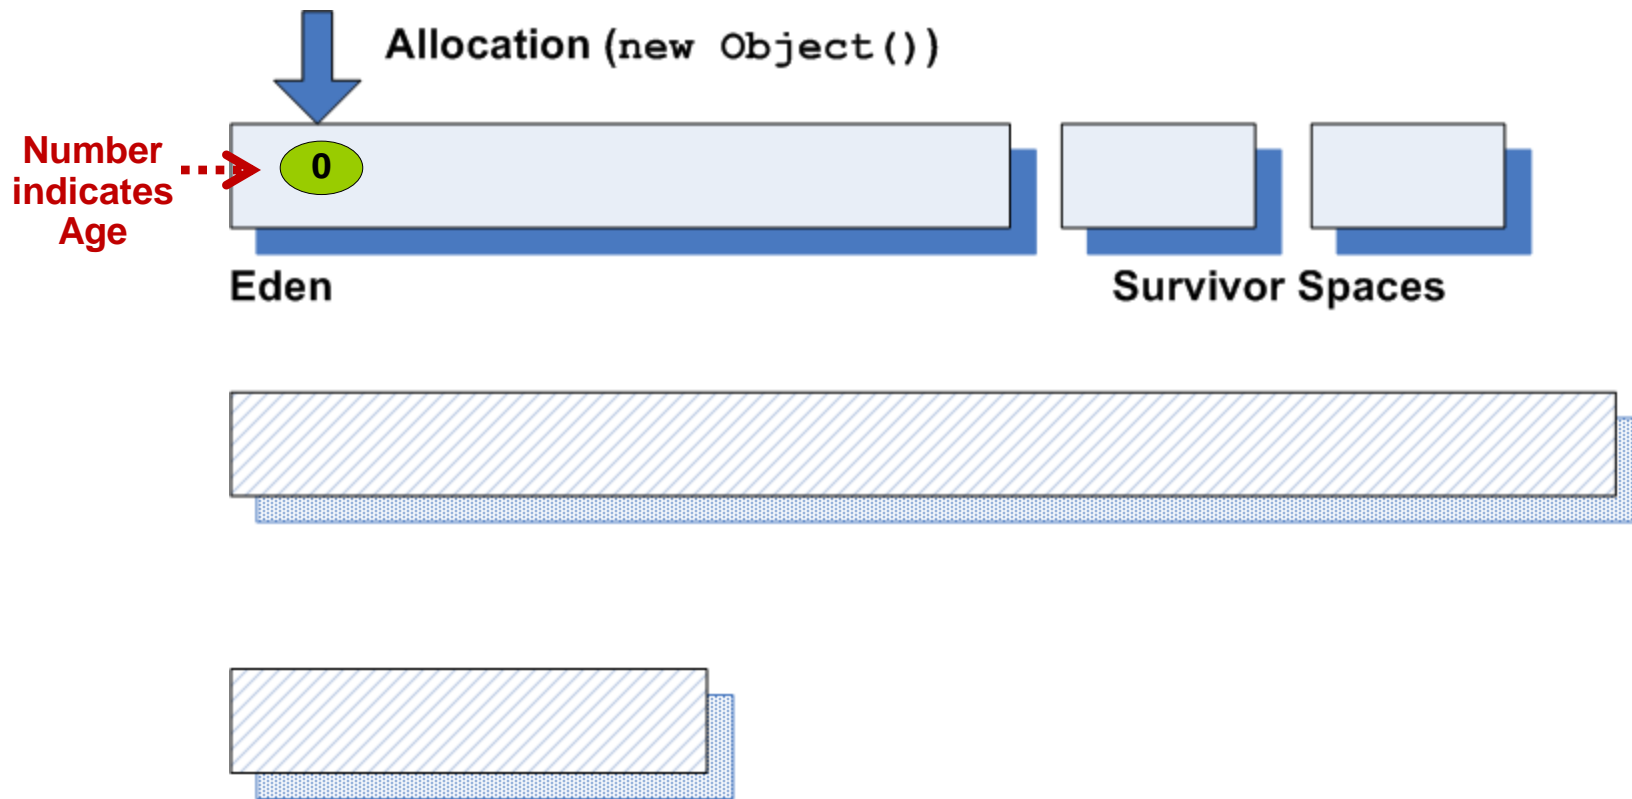 Allocation (new Object())
Number
indicates
Age
0
Eden
Survivor Spaces